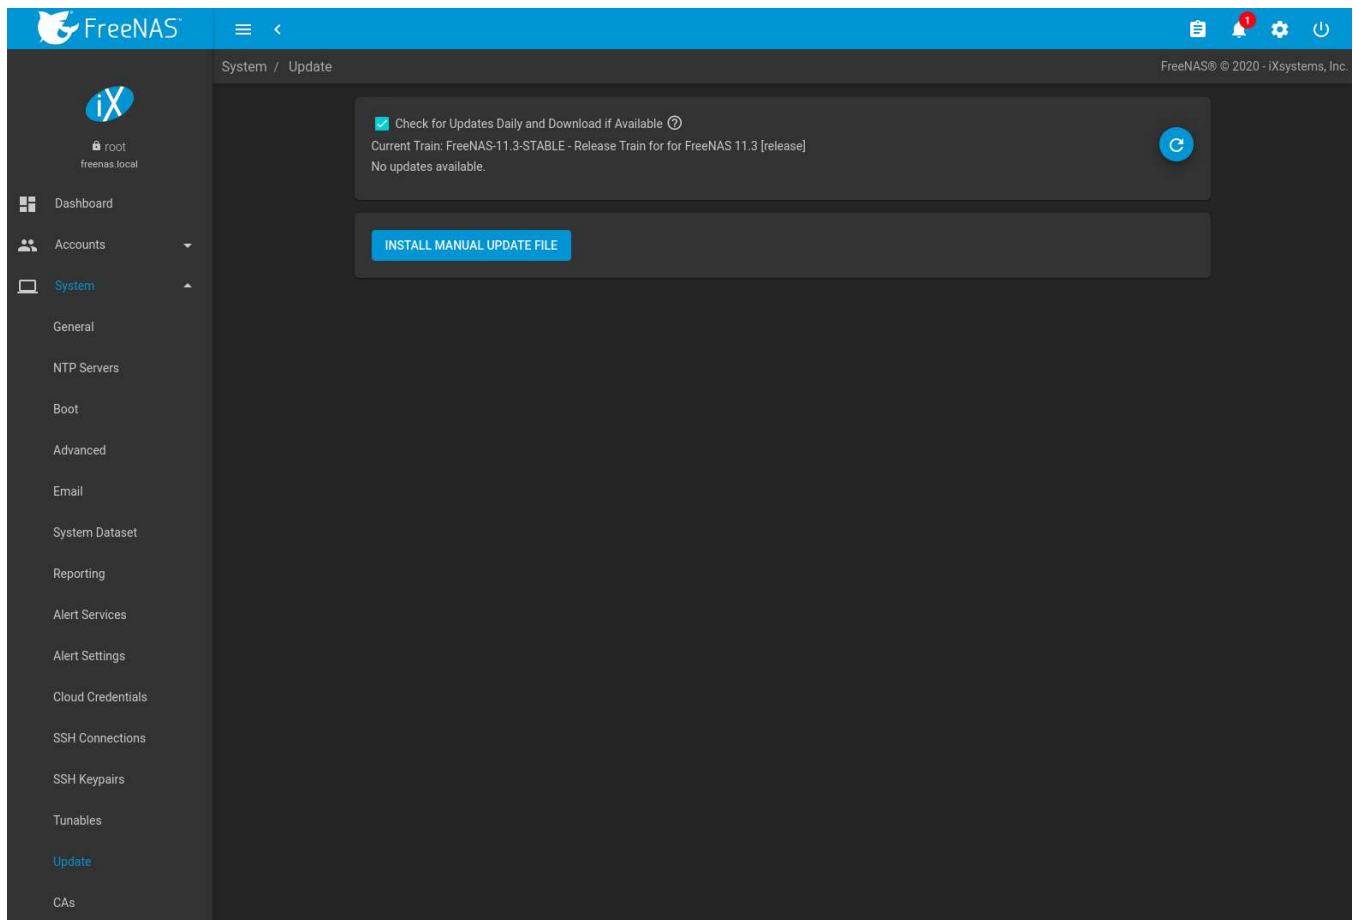 FreeNAS™
1
System / Update
FreeNAS® © 2020 - iXsystems, Inc.
iX
root
freenas.local
Check for Updates Daily and Download if Available ?
Current Train: FreeNAS-11.3-STABLE - Release Train for for FreeNAS 11.3 [release]
No updates available.
INSTALL MANUAL UPDATE FILE
Dashboard
Accounts
System
General
NTP Servers
Boot
Advanced
Email
System Dataset
Reporting
Alert Services
Alert Settings
Cloud Credentials
SSH Connections
SSH Keypairs
Tunables
Update
CAs